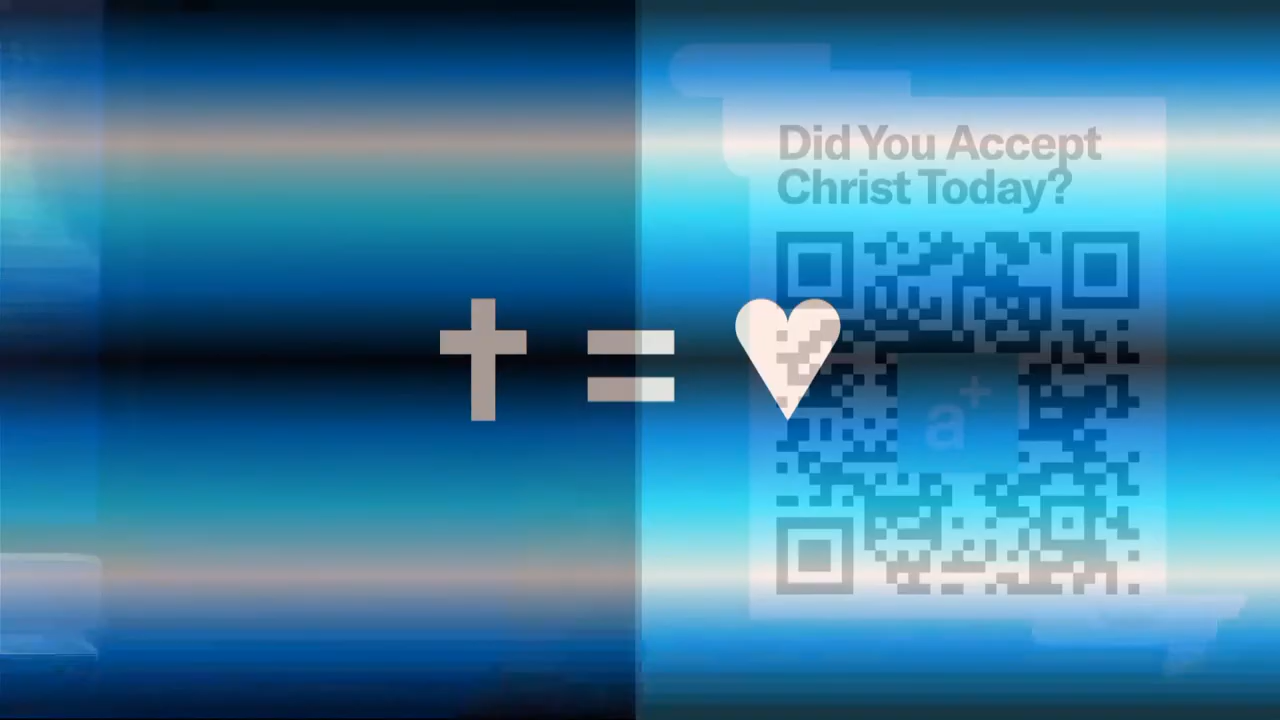 Did You Accept
Christ Today?
✝ = ♥
a+